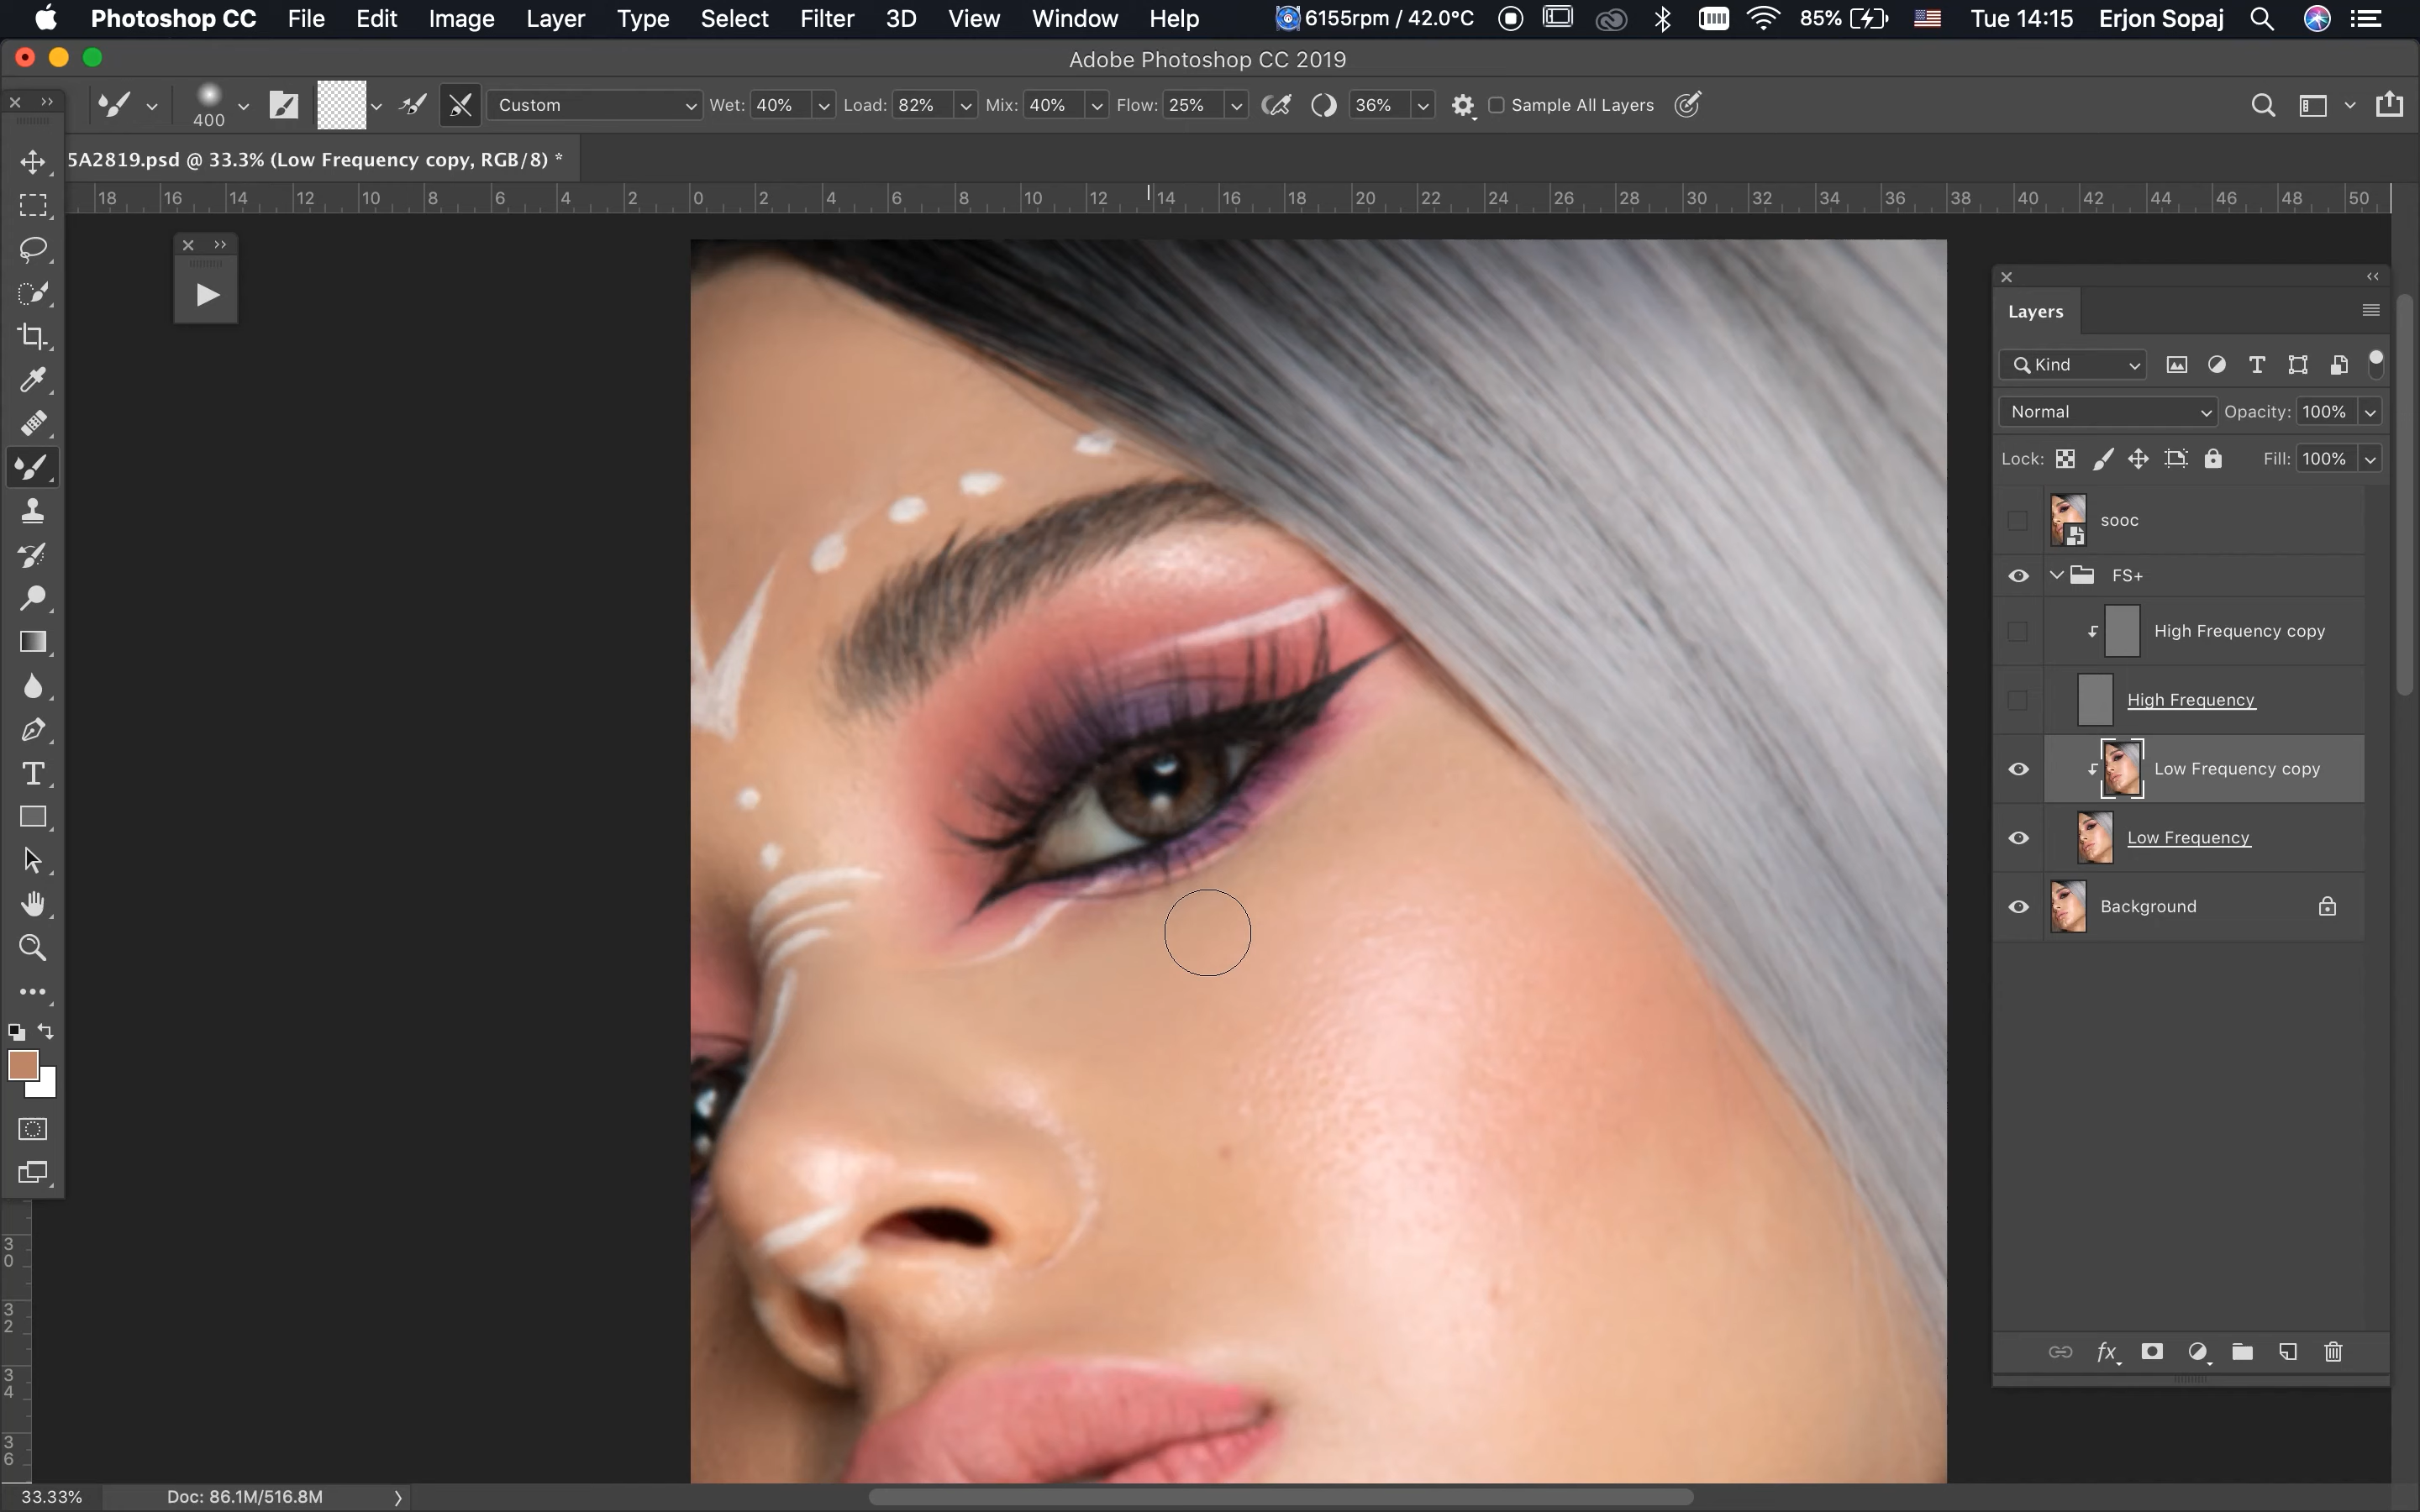 Photoshop CC File Edit Image Layer Type Select Filter 3D View Window Help 6155rpm / 42.0°C 85% Tue 14:15 Erjon Sopaj
Adobe Photoshop CC 2019
400 Custom Wet: 40% Load: 82% Mix: 40% Flow: 25% 36% Sample All Layers
5A2819.psd @ 33.3% (Low Frequency copy, RGB/8) *
18 16 14 12 10 8 6 4 2 0 2 4 6 8 10 12 14 16 18 20 22 24 26 28 30 32 34 36 38 40 42 44 46 48 50
Layers
Kind
Normal Opacity: 100%
Lock: Fill: 100%
sooc
FS+
High Frequency copy
High Frequency
Low Frequency copy
Low Frequency
Background
fx
30
32
34
36
33.33% Doc: 86.1M/516.8M